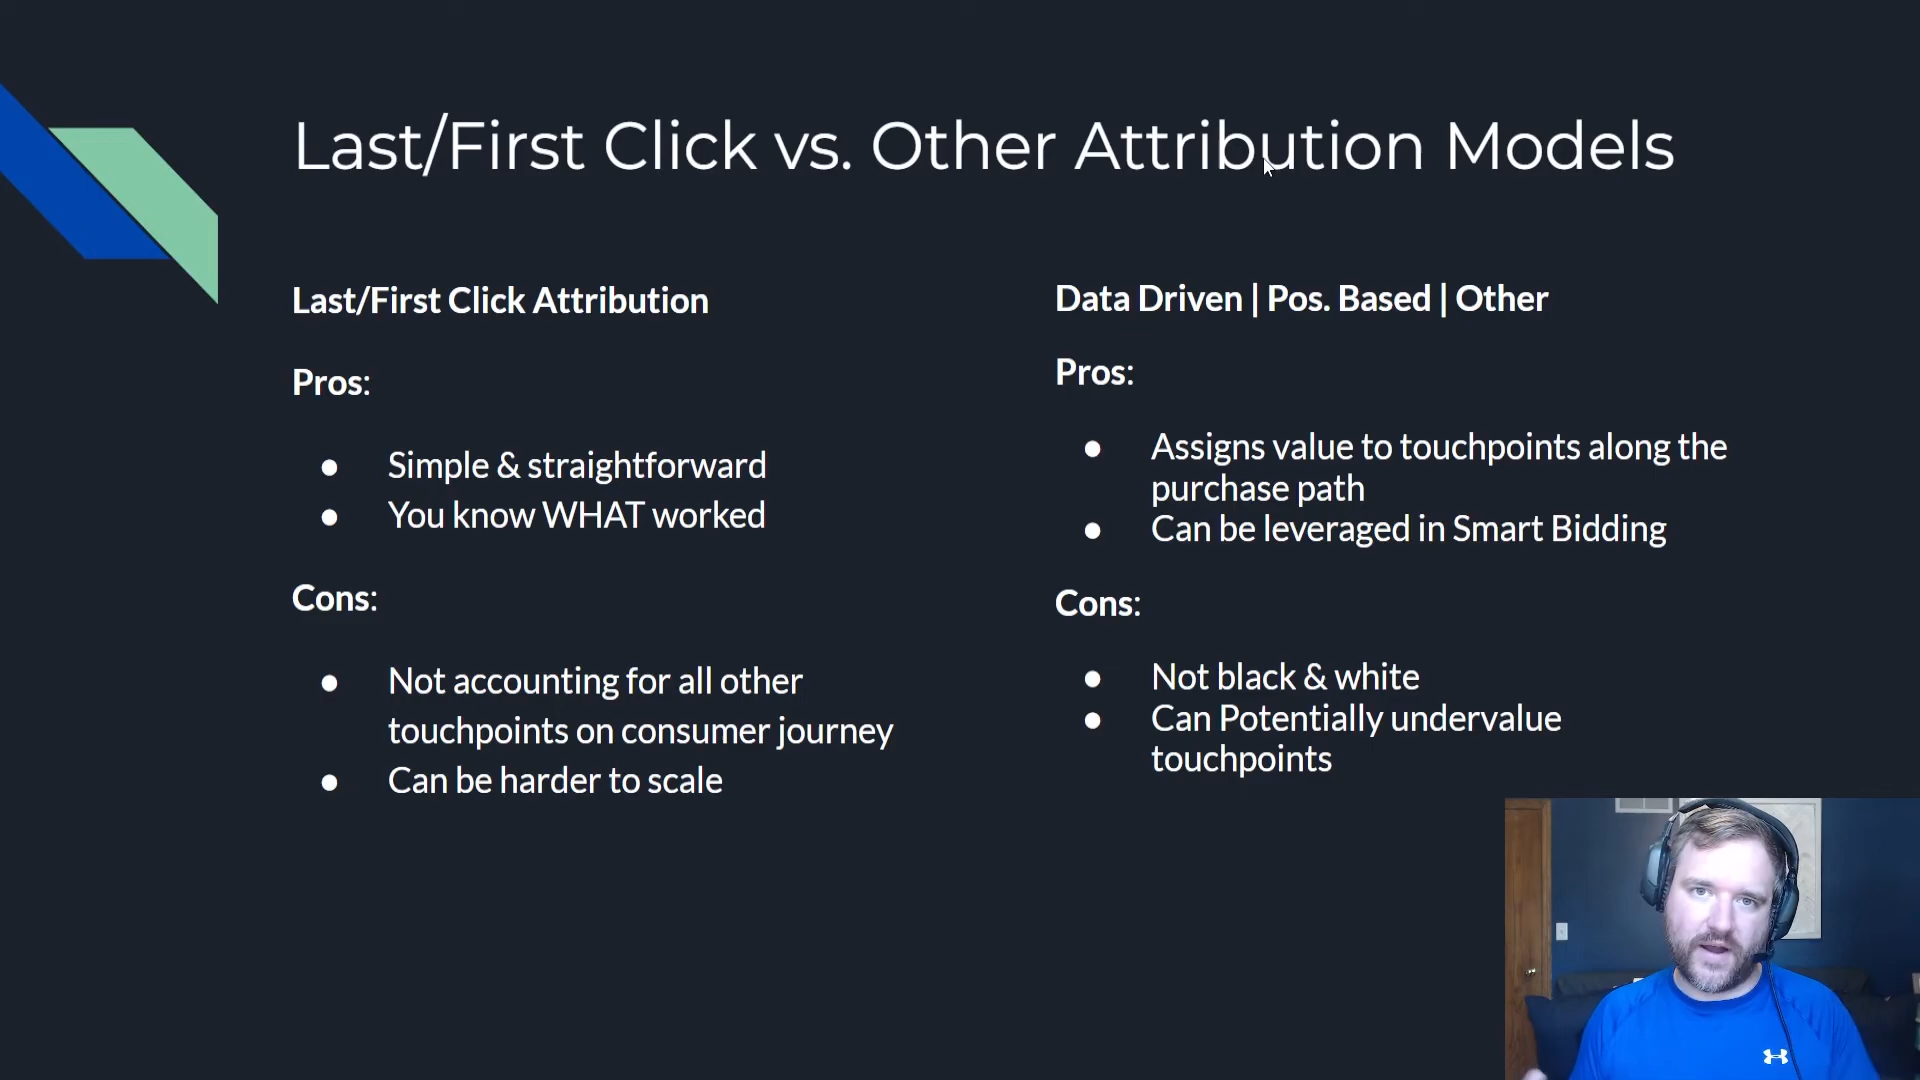 Last/First Click vs. Other Attribution Models
Last/First Click Attribution
Pros:
● Simple & straightforward
● You know WHAT worked
Cons:
● Not accounting for all other
touchpoints on consumer journey
● Can be harder to scale
Data Driven | Pos. Based | Other
Pros:
● Assigns value to touchpoints along the
purchase path
● Can be leveraged in Smart Bidding
Cons:
● Not black & white
● Can Potentially undervalue
touchpoints